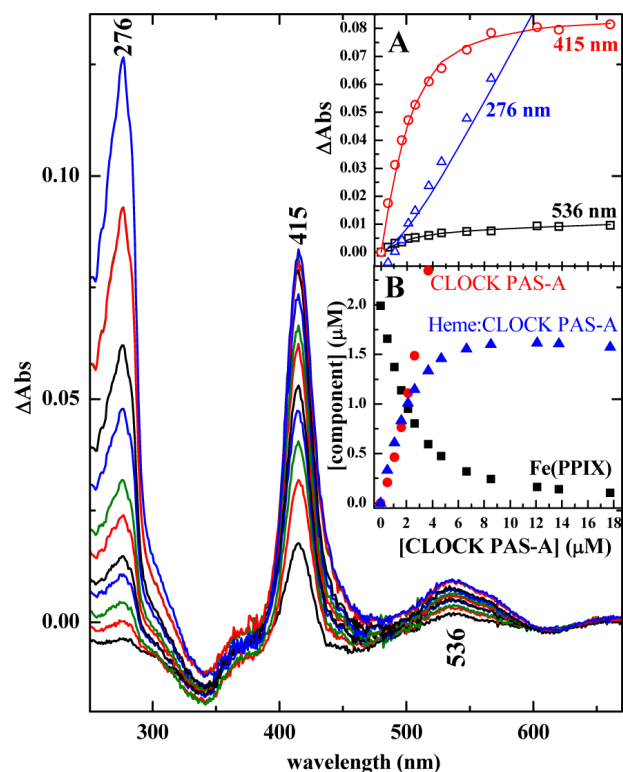 276
415
536
0.10
0.05
0.00
ΔAbs
300
400
500
600
wavelength (nm)
A
0.08
0.07
0.06
0.05
0.04
0.03
0.02
0.01
0.00
ΔAbs
415 nm
276 nm
536 nm
B
CLOCK PAS-A
Heme:CLOCK PAS-A
Fe(PPIX)
2.0
1.5
1.0
0.5
0.0
[component] (μM)
0 2 4 6 8 10 12 14 16 18
[CLOCK PAS-A] (μM)